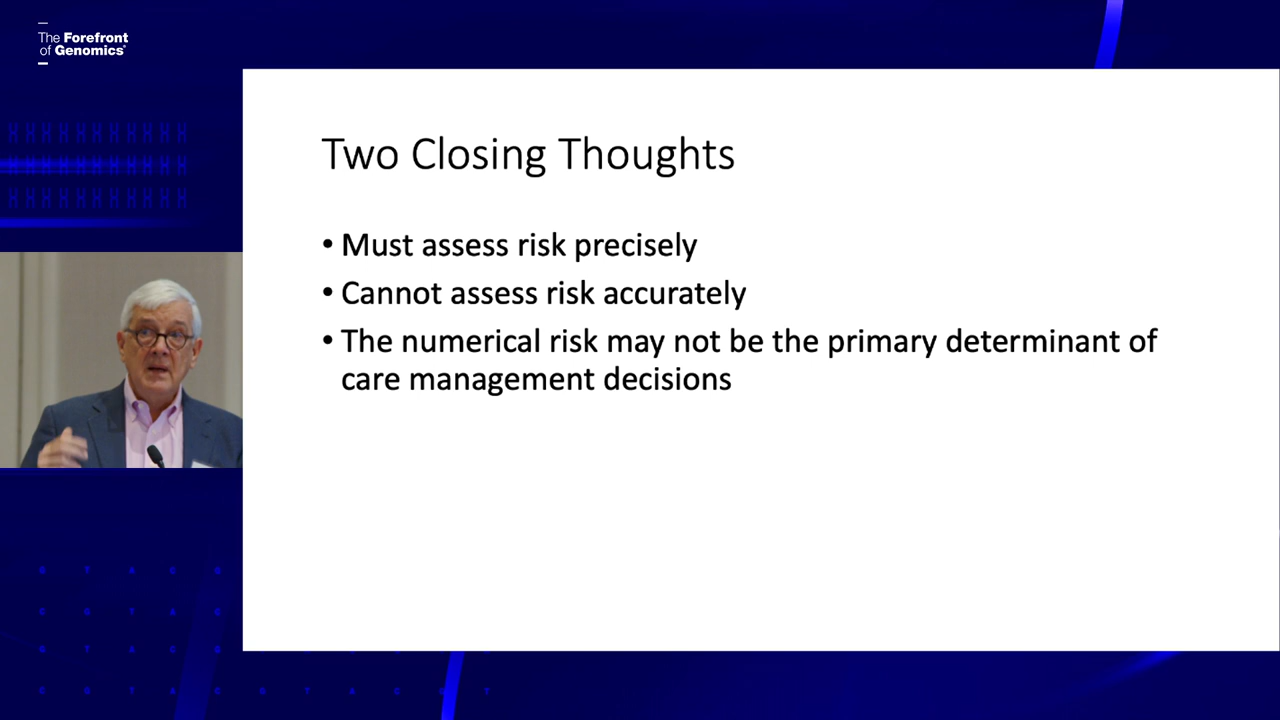 The Forefront
of Genomics®
Two Closing Thoughts
• Must assess risk precisely
• Cannot assess risk accurately
• The numerical risk may not be the primary determinant of
care management decisions